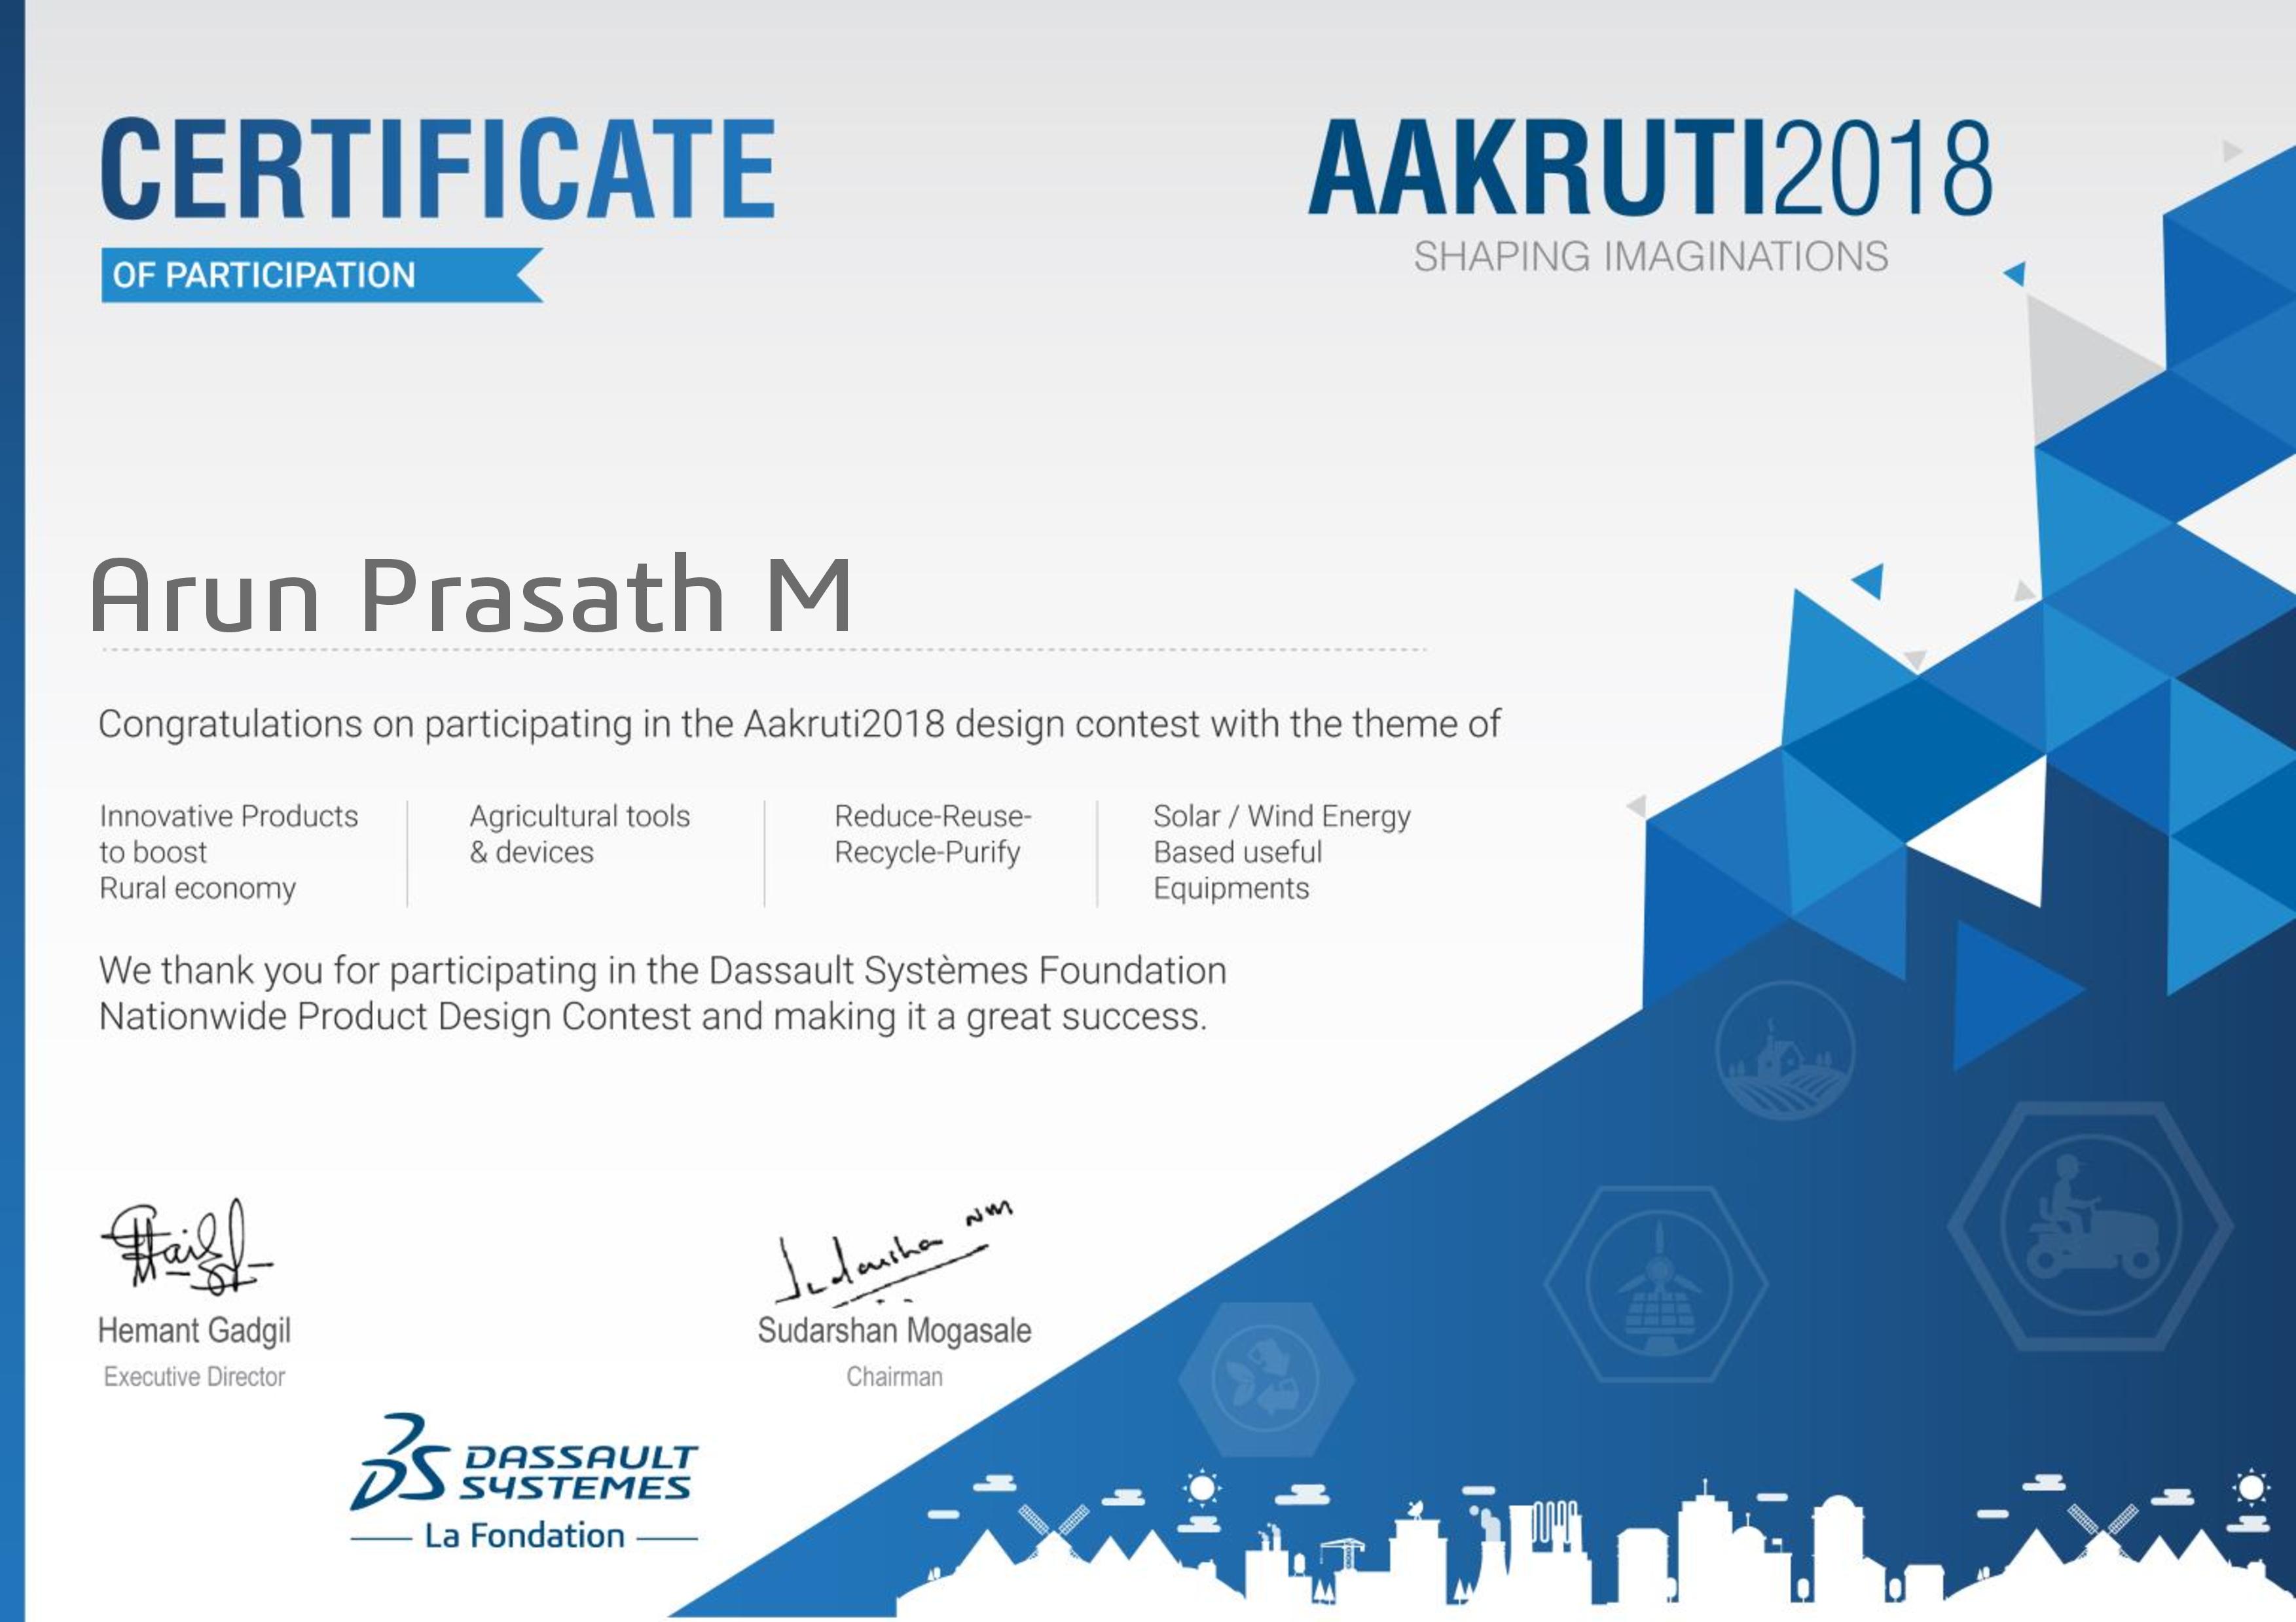 CERTIFICATE
OF PARTICIPATION
AAKRUTI2018
SHAPING IMAGINATIONS
Arun Prasath M
Congratulations on participating in the Aakruti2018 design contest with the theme of
Innovative Products
to boost
Rural economy
Agricultural tools
& devices
Reduce-Reuse-
Recycle-Purify
Solar / Wind Energy
Based useful
Equipments
We thank you for participating in the Dassault Systèmes Foundation
Nationwide Product Design Contest and making it a great success.
Hemant Gadgil
Executive Director
Sudarshan Mogasale
Chairman
DASSAULT
SYSTEMES
La Fondation